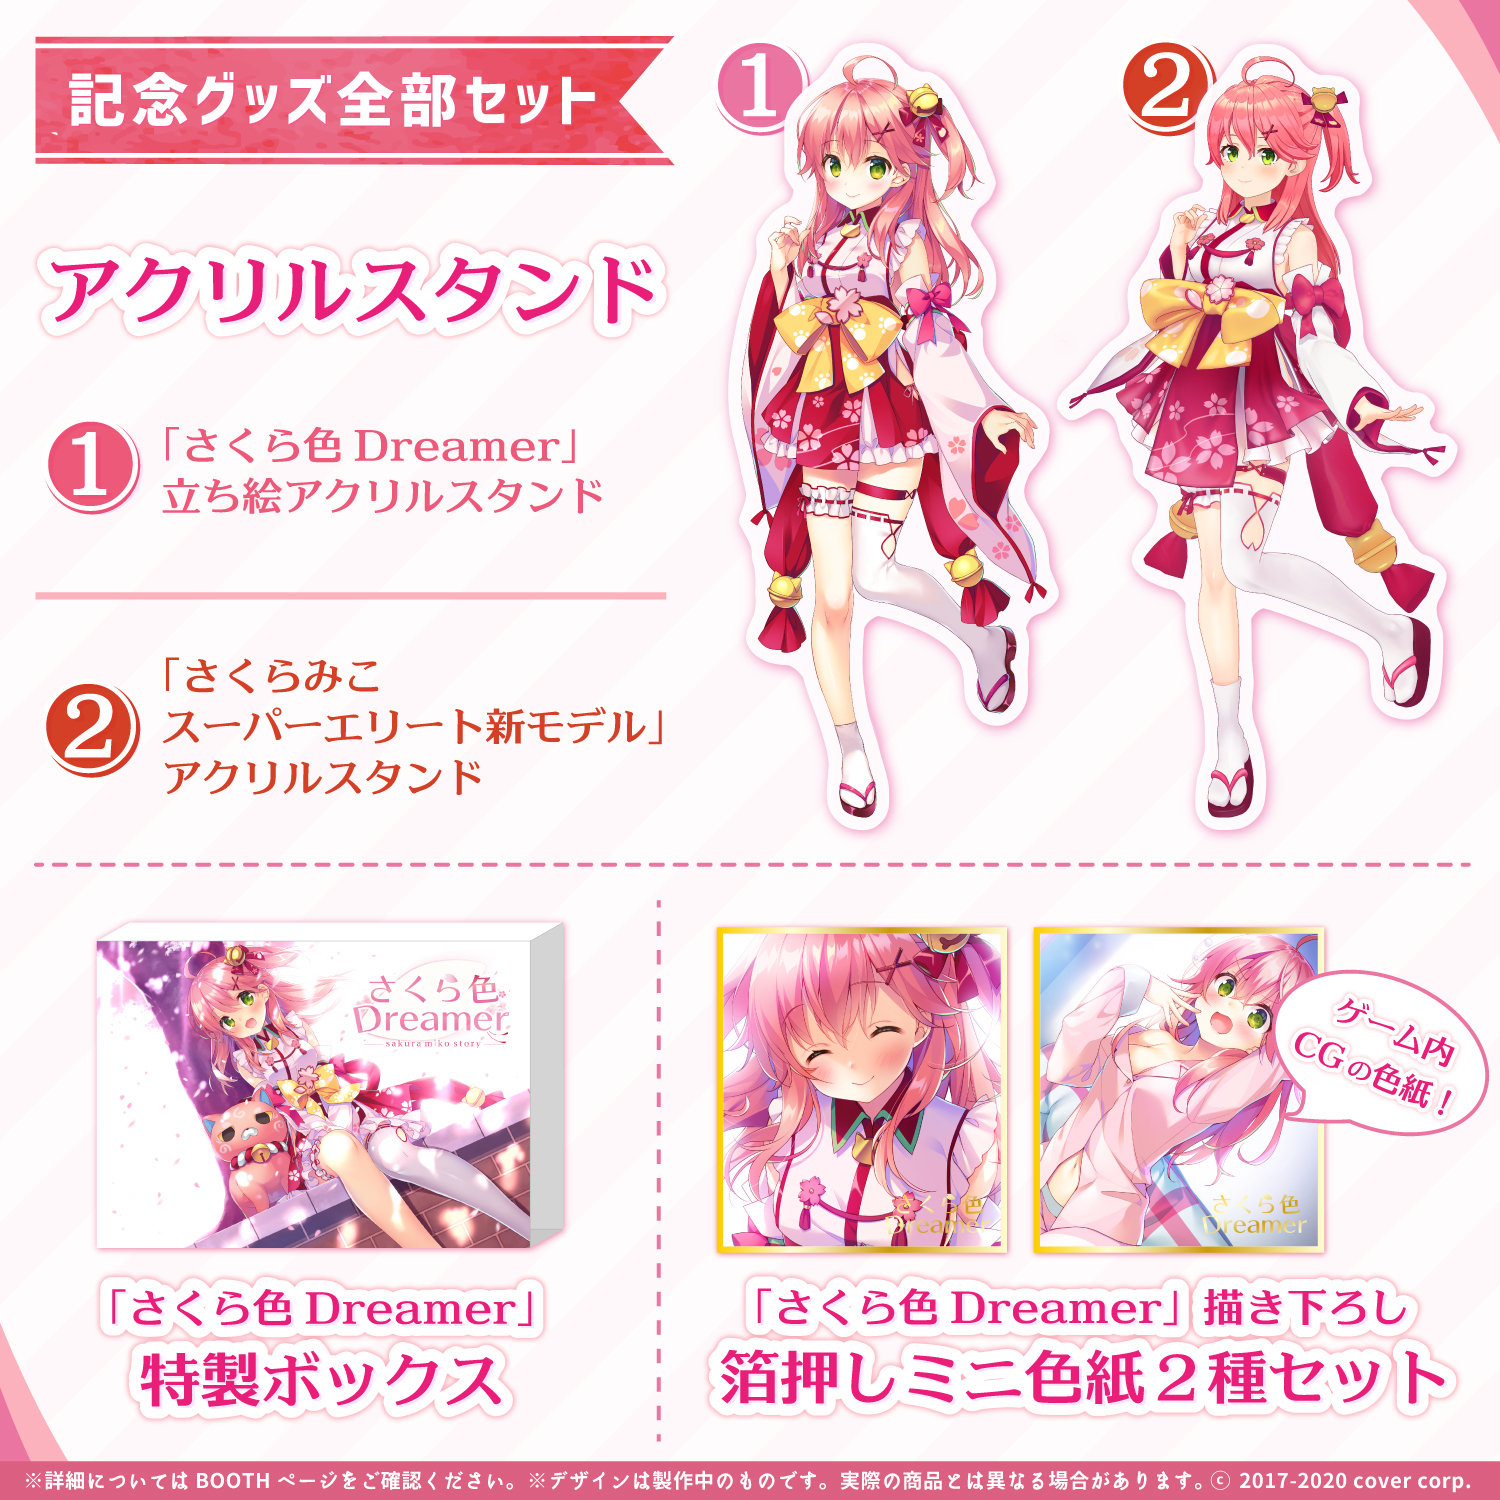 記念グッズ全部セット
アクリルスタンド
1
「さくら色 Dreamer」
立ち絵アクリルスタンド
2
「さくらみこ
スーパーエリート新モデル」
アクリルスタンド
1
2
さくら色
Dreamer
sakura miko story
「さくら色 Dreamer」
特製ボックス
さくら色
Dreamer
さくら色
Dreamer
ゲーム内
CGの色紙！
「さくら色 Dreamer」描き下ろし
箔押しミニ色紙２種セット
※詳細については BOOTH ページをご確認ください。※デザインは製作中のものです。実際の商品とは異なる場合があります。© 2017-2020 cover corp.